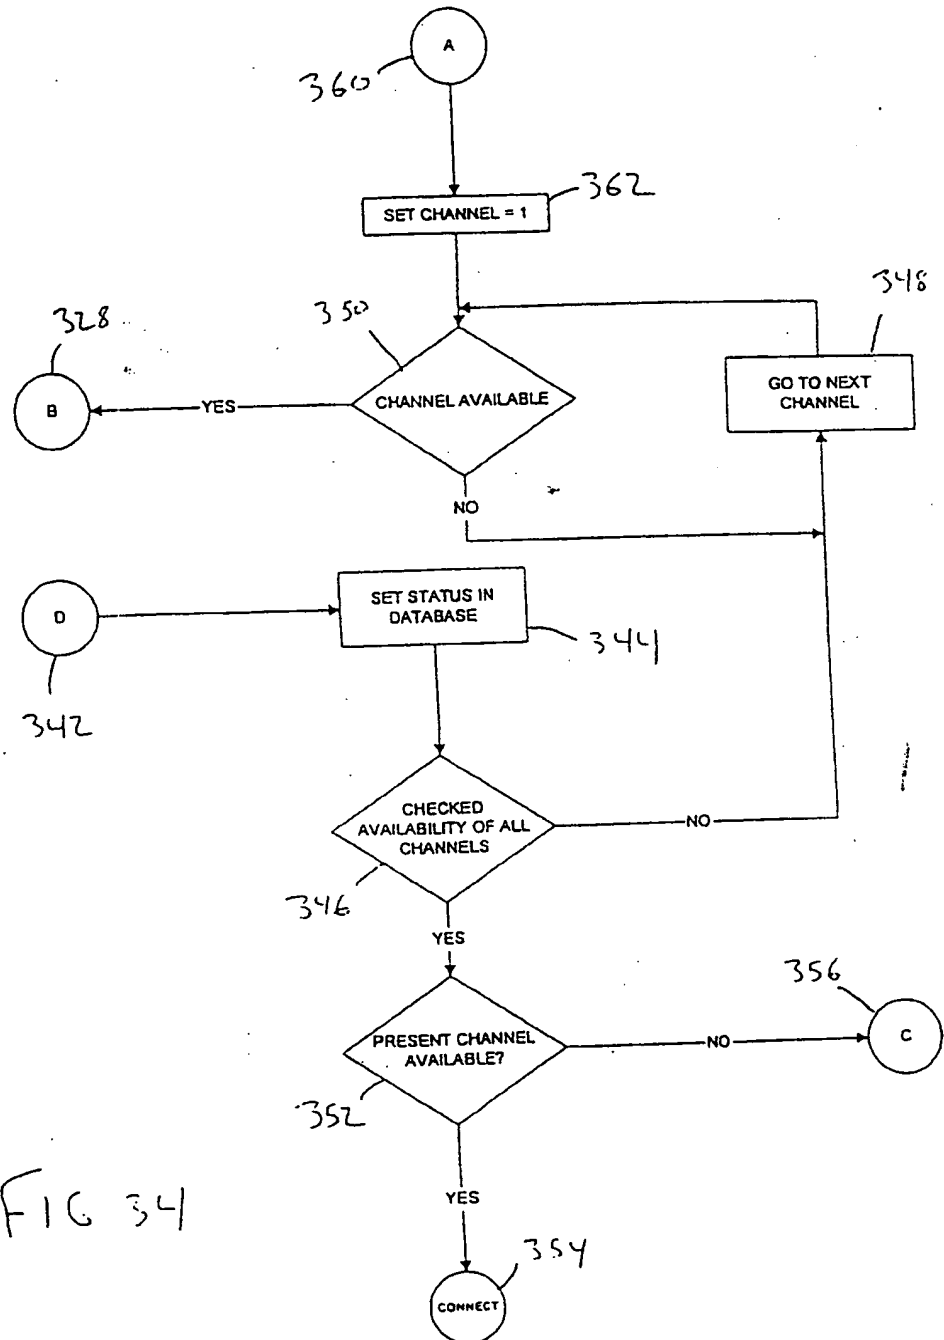 A
360
SET CHANNEL = 1
362
348
350
328
GO TO NEXT
CHANNEL
B
YES
CHANNEL AVAILABLE
NO
D
SET STATUS IN
DATABASE
344
342
CHECKED
AVAILABILITY OF ALL
CHANNELS
NO
346
YES
356
PRESENT CHANNEL
AVAILABLE?
NO
C
352
YES
FIG 34
354
CONNECT